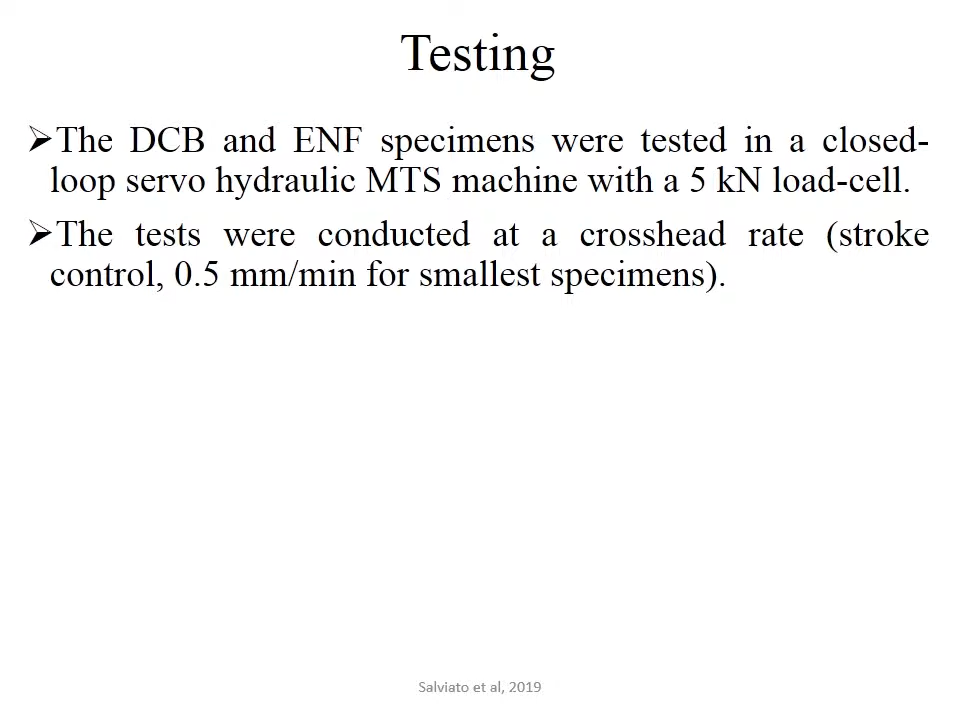 Testing
➢The DCB and ENF specimens were tested in a closed-
loop servo hydraulic MTS machine with a 5 kN load-cell.
➢The tests were conducted at a crosshead rate (stroke
control, 0.5 mm/min for smallest specimens).
Salviato et al, 2019